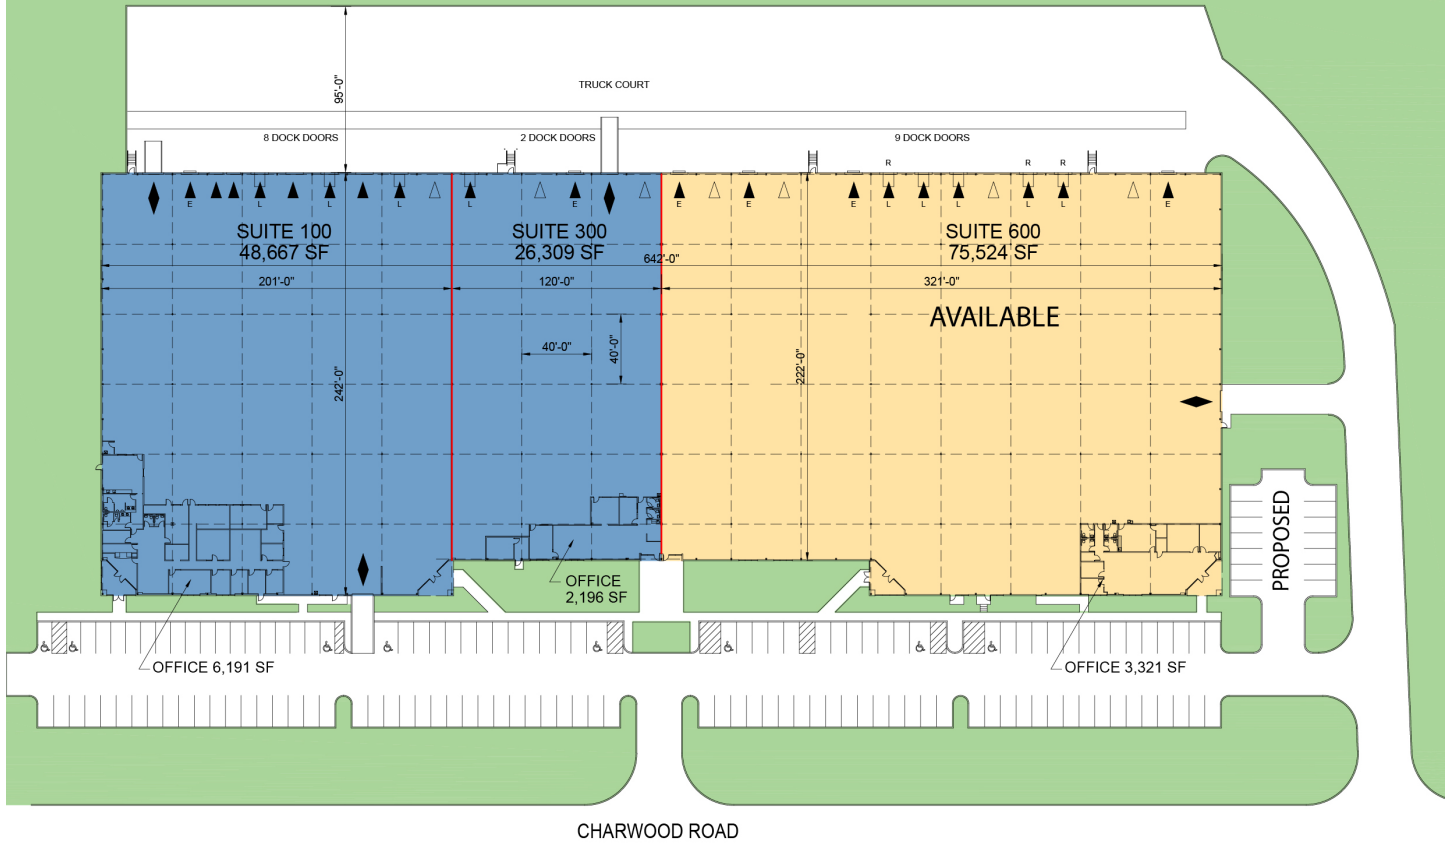 95'-0"
TRUCK COURT
8 DOCK DOORS
2 DOCK DOORS
9 DOCK DOORS
R
R
R
E
L
L
L
L
E
E
E
E
L
L
L
L
E
SUITE 100
48,667 SF
SUITE 300
26,309 SF
SUITE 600
75,524 SF
642'-0"
201'-0"
120'-0"
321'-0"
AVAILABLE
40'-0"
40'-0"
242'-0"
222'-0"
PROPOSED
OFFICE
2,196 SF
OFFICE 6,191 SF
OFFICE 3,321 SF
CHARWOOD ROAD